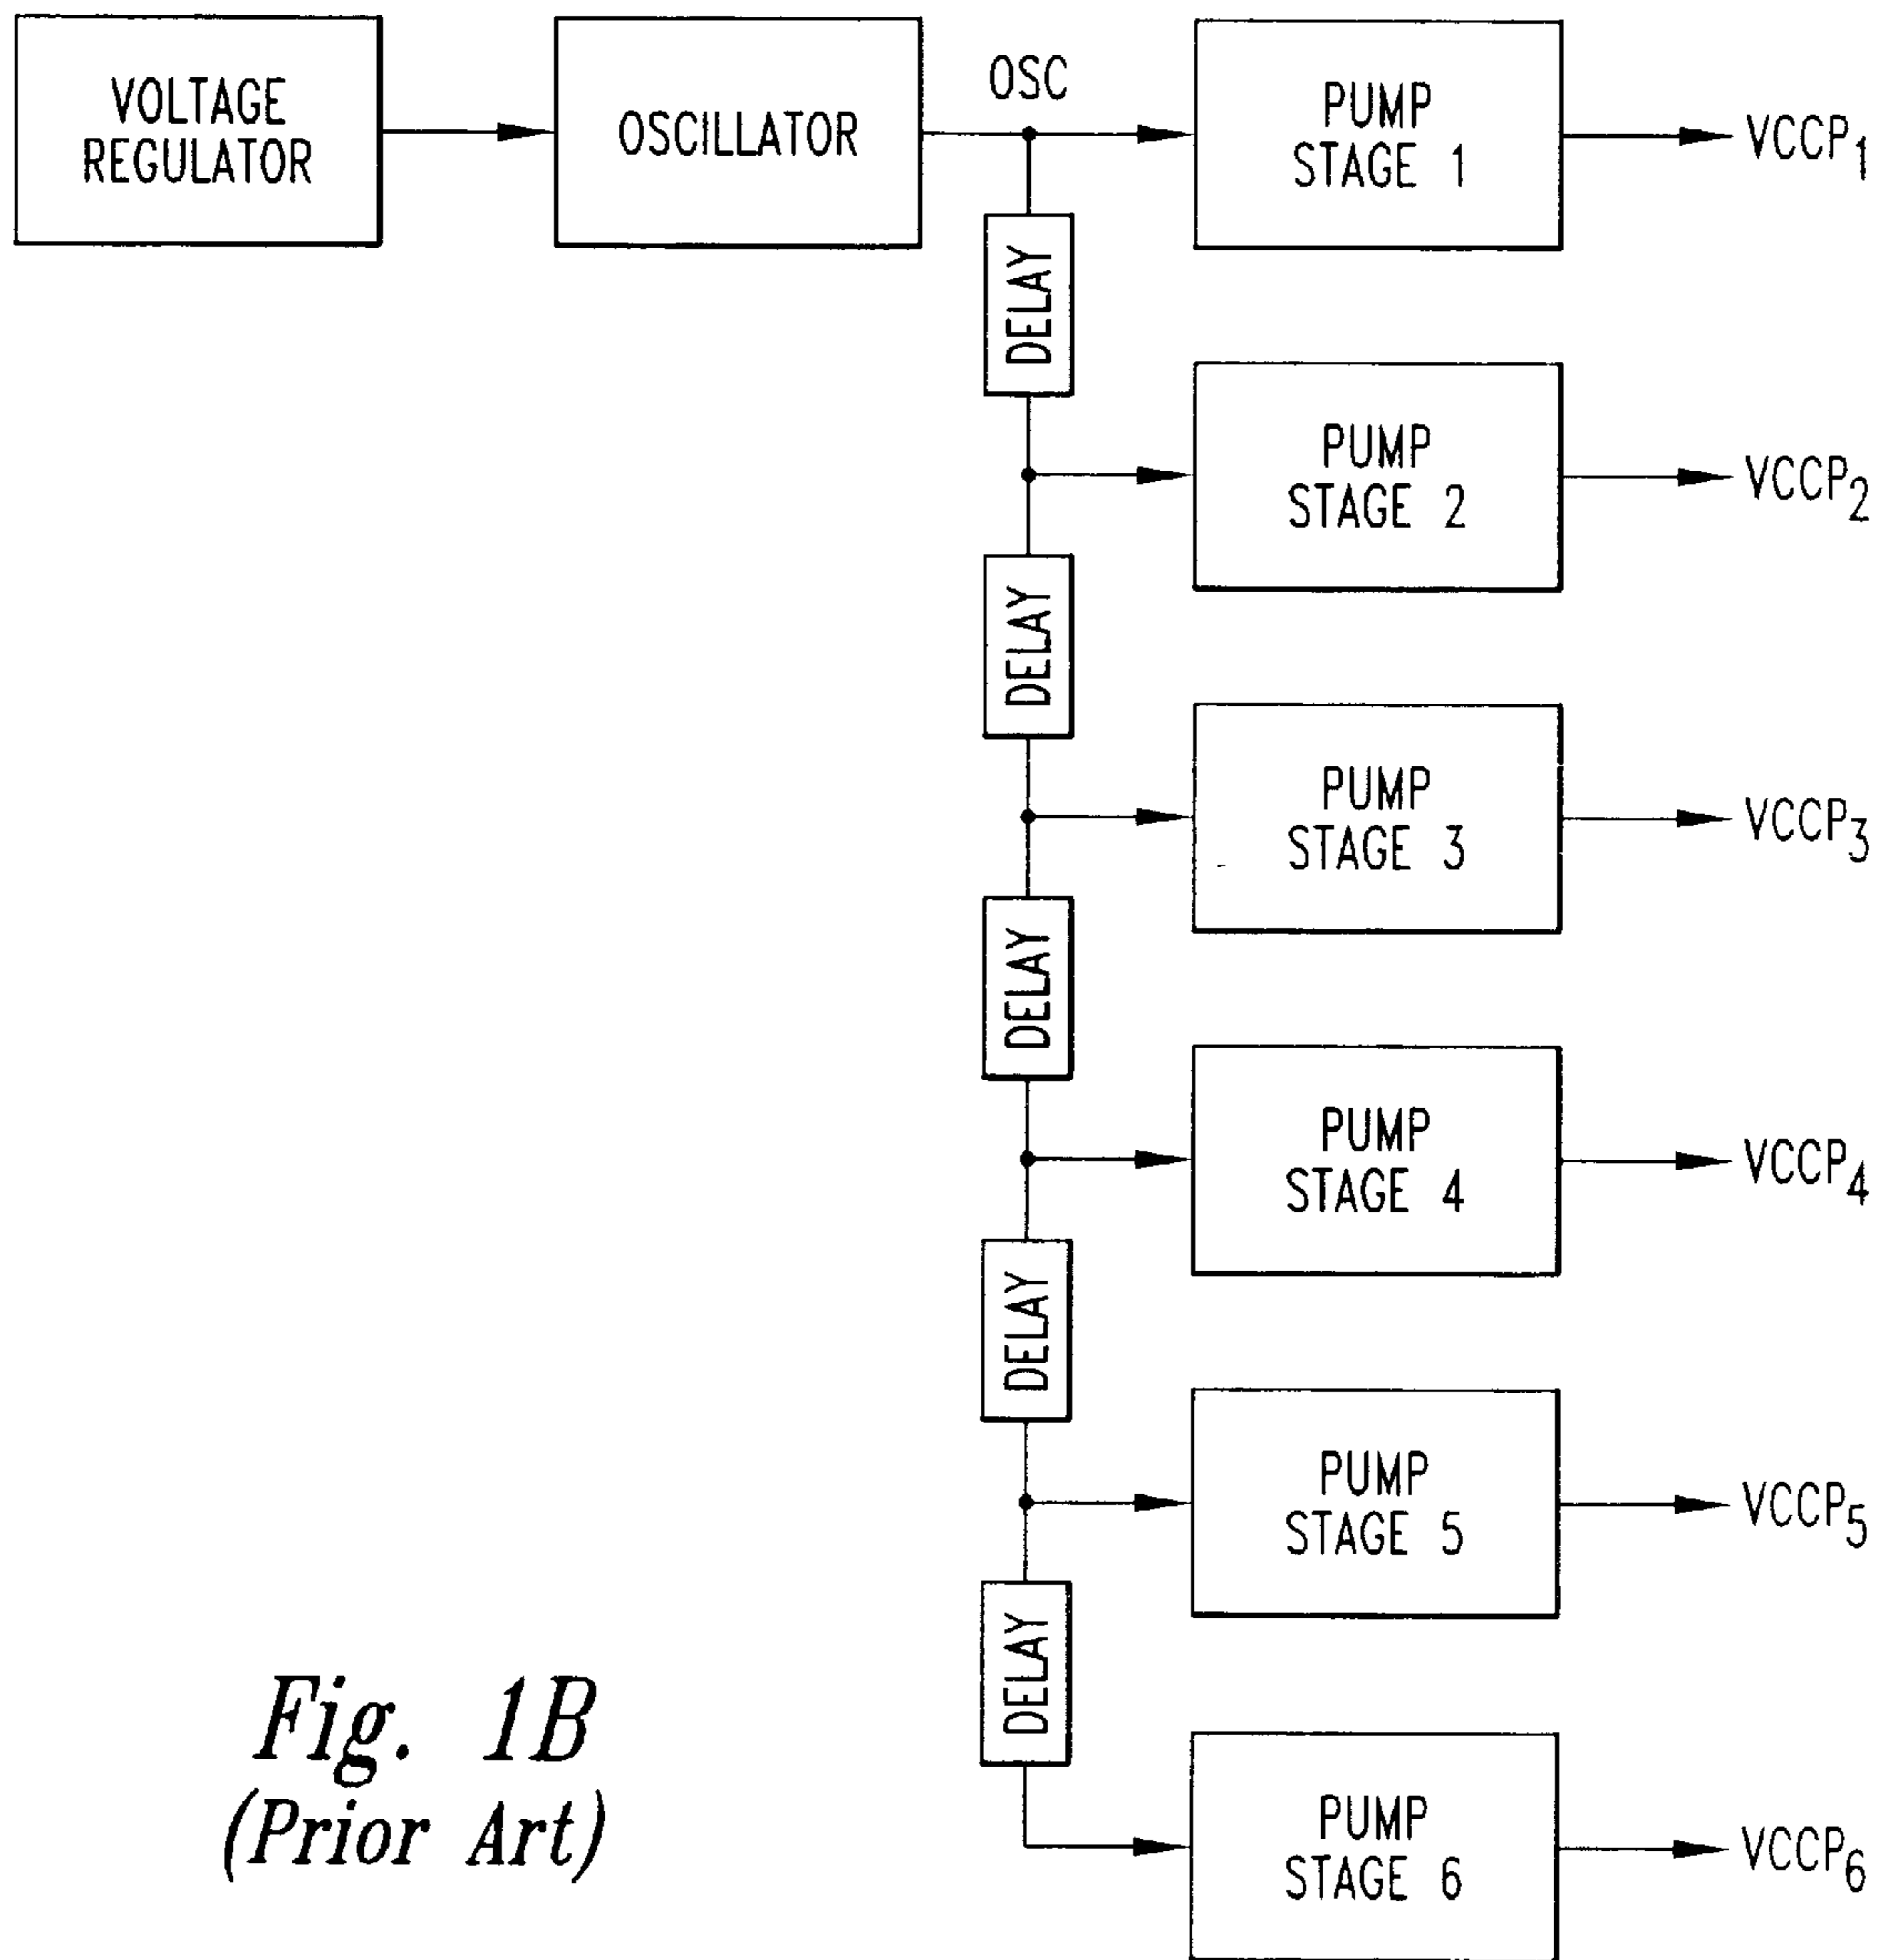 VOLTAGE
REGULATOR
OSCILLATOR
OSC
PUMP
STAGE 1
VCCP1
DELAY
PUMP
STAGE 2
VCCP2
DELAY
PUMP
STAGE 3
VCCP3
DELAY
PUMP
STAGE 4
VCCP4
DELAY
PUMP
STAGE 5
VCCP5
DELAY
PUMP
STAGE 6
VCCP6
Fig. 1B
(Prior Art)